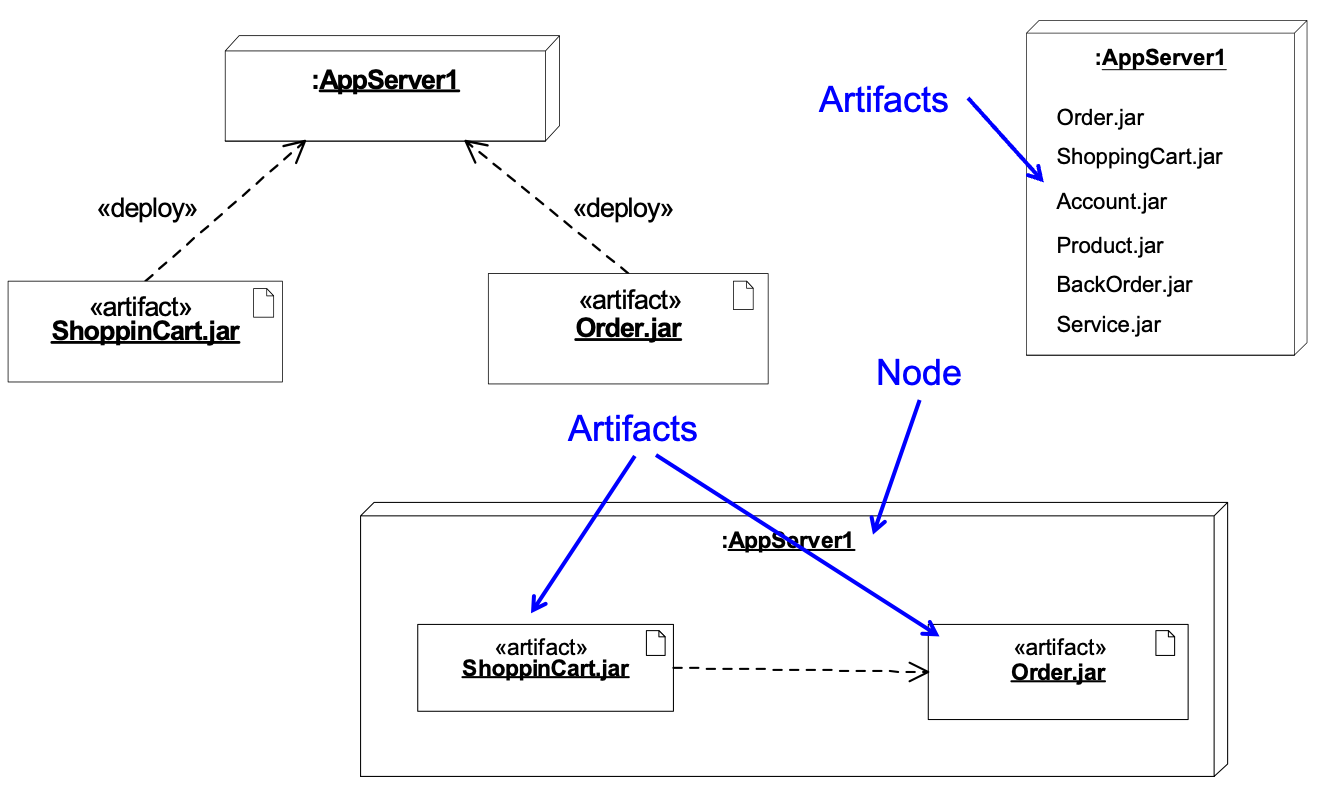 :AppServer1
«deploy»
«deploy»
«artifact»
ShoppinCart.jar
«artifact»
Order.jar
Artifacts
:AppServer1
Order.jar
ShoppingCart.jar
Account.jar
Product.jar
BackOrder.jar
Service.jar
Node
Artifacts
:AppServer1
«artifact»
ShoppinCart.jar
«artifact»
Order.jar